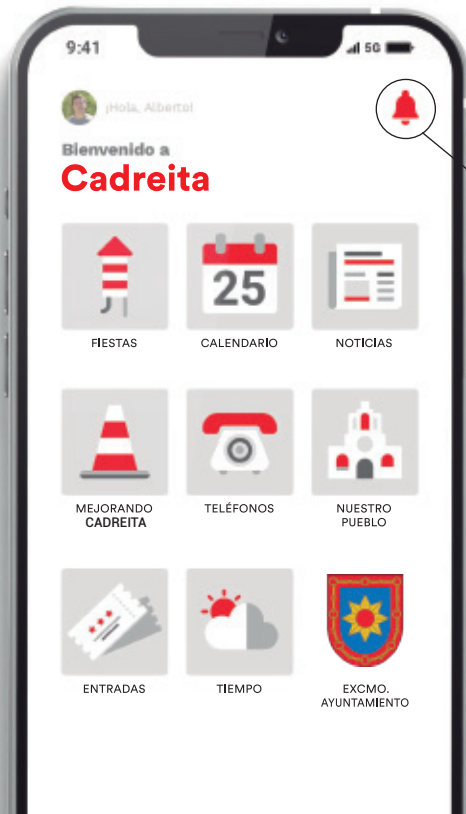 9:41
5G
¡Hola, Alberto!
Bienvenido a
Cadreita
25
FIESTAS
CALENDARIO
NOTICIAS
MEJORANDO
CADREITA
TELÉFONOS
NUESTRO
PUEBLO
ENTRADAS
TIEMPO
EXCMO.
AYUNTAMIENTO